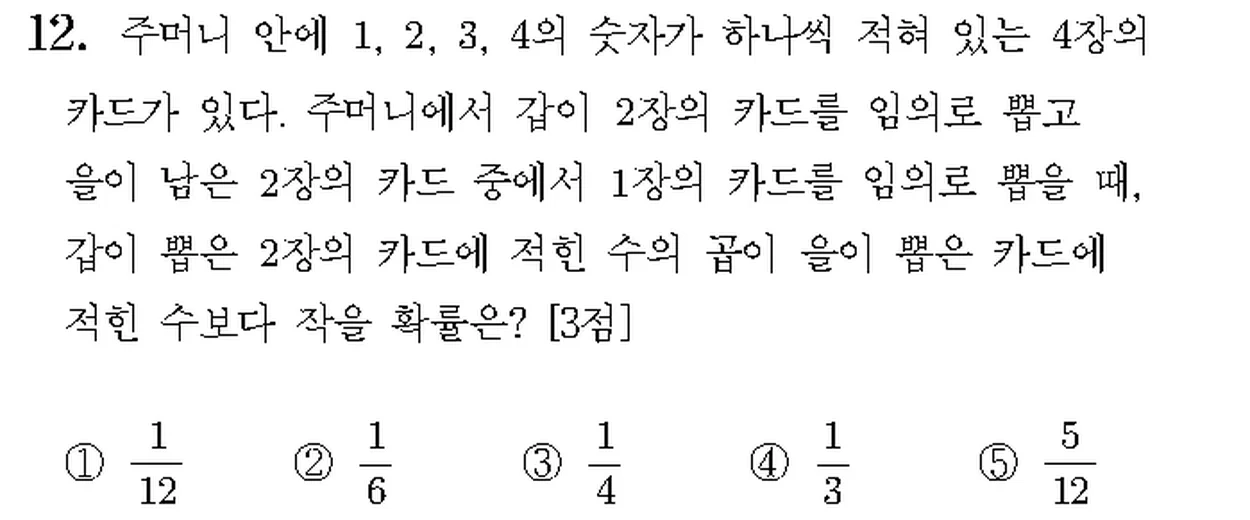 12. 주머니 안에 1, 2, 3, 4의 숫자가 하나씩 적혀 있는 4장의
카드가 있다. 주머니에서 갑이 2장의 카드를 임의로 뽑고
을이 남은 2장의 카드 중에서 1장의 카드를 임의로 뽑을 때,
갑이 뽑은 2장의 카드에 적힌 수의 곱이 을이 뽑은 카드에
적힌 수보다 작을 확률은? [3점]
① 1/12 ② 1/6 ③ 1/4 ④ 1/3 ⑤ 5/12